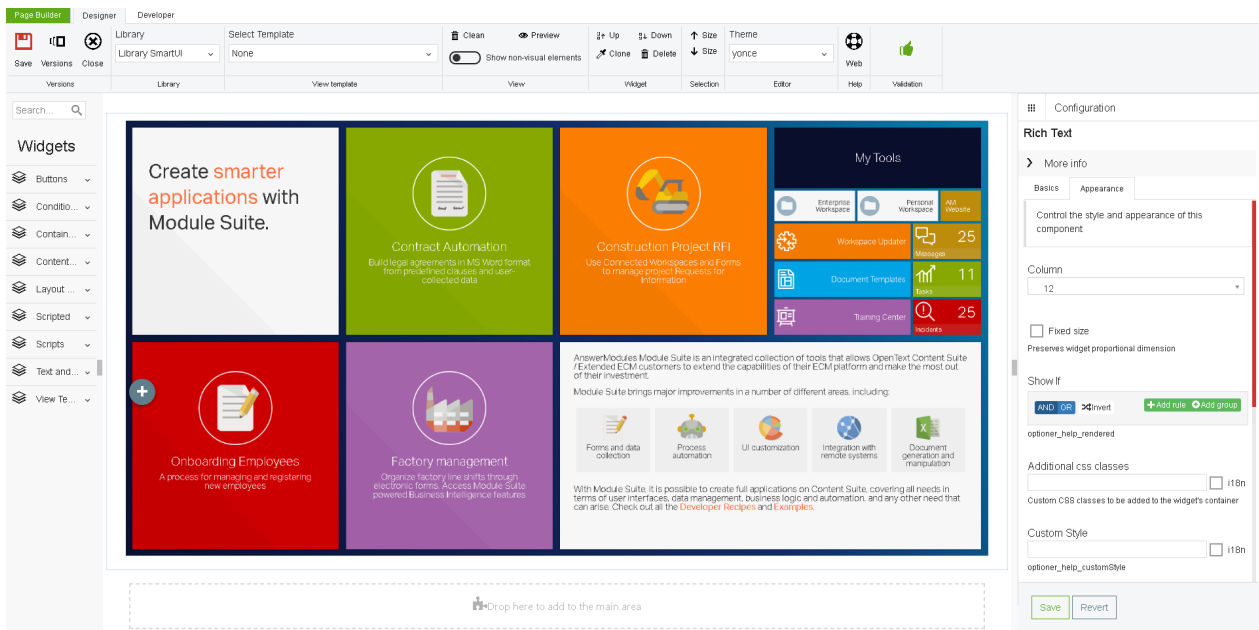 Page Builder
Designer
Developer
Library
Library SmartUI
Select Template
None
Clean
Preview
Show non-visual elements
Up
Down
Clone
Delete
Size
Size
Theme
yonce
Save
Versions
Close
Web
Versions
Library
View template
View
Widget
Selection
Editor
Help
Validation
Search...
Widgets
Buttons
Conditio...
Contain...
Content...
Layout ...
Scripted
Scripts
Text and...
View Te...
Create smarter
applications with
Module Suite.
Contract Automation
Build legal agreements in MS Word format
from predefined clauses and user-
collected data
Construction Project RFI
Use Connected Workspaces and Forms
to manage project Requests for
Information
My Tools
Enterprise
Workspace
Personal
Workspace
AM
Website
Workspace Updater
25
Messages
Document Templates
11
Tasks
Training Center
25
Incidents
Onboarding Employees
A process for managing and registering
new employees
Factory management
Organize factory line shifts through
electronic forms. Access Module Suite
powered Business Intelligence features
AnswerModules Module Suite is an integrated collection of tools that allows OpenText Content Suite
/ Extended ECM customers to extend the capabilities of their ECM platform and make the most out
of their investment.
Module Suite brings major improvements in a number of different areas, including:
Forms and data
collection
Process
automation
UI customization
Integration with
remote systems
Document
generation and
manipulation
With Module Suite, it is possible to create full applications on Content Suite, covering all needs in
terms of user interfaces, data management, business logic and automation, and any other need that
can arise. Check out all the Developer Recipes and Examples.
Drop here to add to the main area
Configuration
Rich Text
More info
Basics
Appearance
Control the style and appearance of this
component
Column
12
Fixed size
Preserves widget proportional dimension
Show If
AND OR Invert
Add rule
Add group
optioner_help_rendered
Additional css classes
i18n
Custom CSS classes to be added to the widget's container
Custom Style
i18n
optioner_help_customStyle
Save
Revert